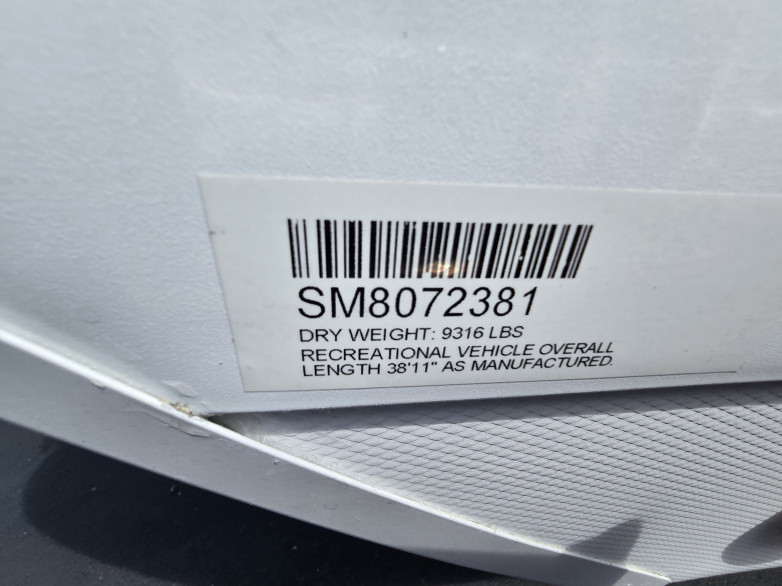 SM8072381
DRY WEIGHT: 9316 LBS
RECREATIONAL VEHICLE OVERALL
LENGTH 38'11" AS MANUFACTURED.